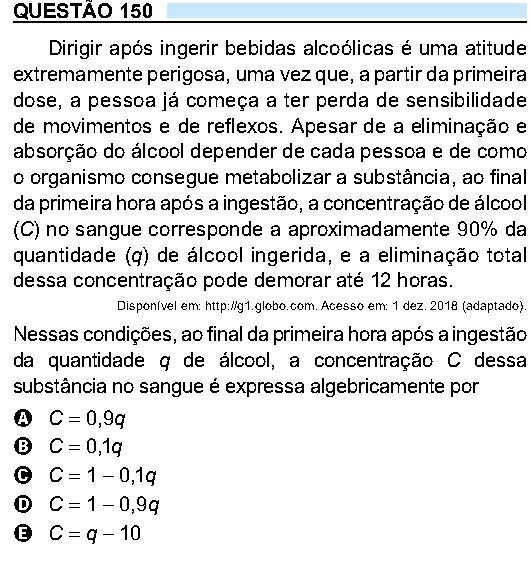 QUESTÃO 150
Dirigir após ingerir bebidas alcoólicas é uma atitude
extremamente perigosa, uma vez que, a partir da primeira
dose, a pessoa já começa a ter perda de sensibilidade
de movimentos e de reflexos. Apesar de a eliminação e
absorção do álcool depender de cada pessoa e de como
o organismo consegue metabolizar a substância, ao final
da primeira hora após a ingestão, a concentração de álcool
(C) no sangue corresponde a aproximadamente 90% da
quantidade (q) de álcool ingerida, e a eliminação total
dessa concentração pode demorar até 12 horas.
Disponível em: http://g1.globo.com. Acesso em: 1 dez. 2018 (adaptado).
Nessas condições, ao final da primeira hora após a ingestão
da quantidade q de álcool, a concentração C dessa
substância no sangue é expressa algebricamente por
A C = 0,9q
B C = 0,1q
C C = 1 – 0,1q
D C = 1 – 0,9q
E C = q – 10